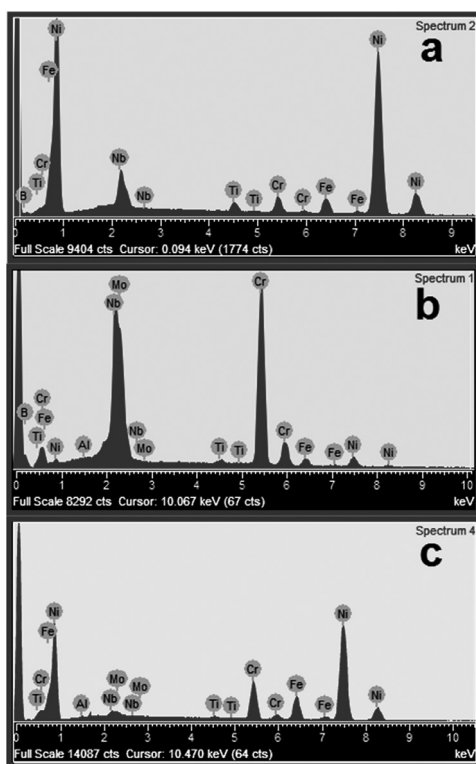 Spectrum 2
a
Ni Ni
Fe
Nb
Cr Cr Fe Ni
Ti Nb Ti Ti Cr Fe
B
0 1 2 3 4 5 6 7 8 9
Full Scale 9404 cts Cursor: 0.094 keV (1774 cts) keV
Spectrum 1
b
Mo Cr
Nb
Cr
B Fe Nb Cr Ni
Ti Ni Al Mo Ti Ti Fe Fe Ni
0 1 2 3 4 5 6 7 8 9 10
Full Scale 8292 cts Cursor: 10.067 keV (67 cts) keV
Spectrum 4
c
Ni Ni
Fe
Cr Mo Mo Cr Fe Ni
Ti Al Nb Nb Ti Ti Cr Fe
0 1 2 3 4 5 6 7 8 9 10
Full Scale 14087 cts Cursor: 10.470 keV (64 cts) keV